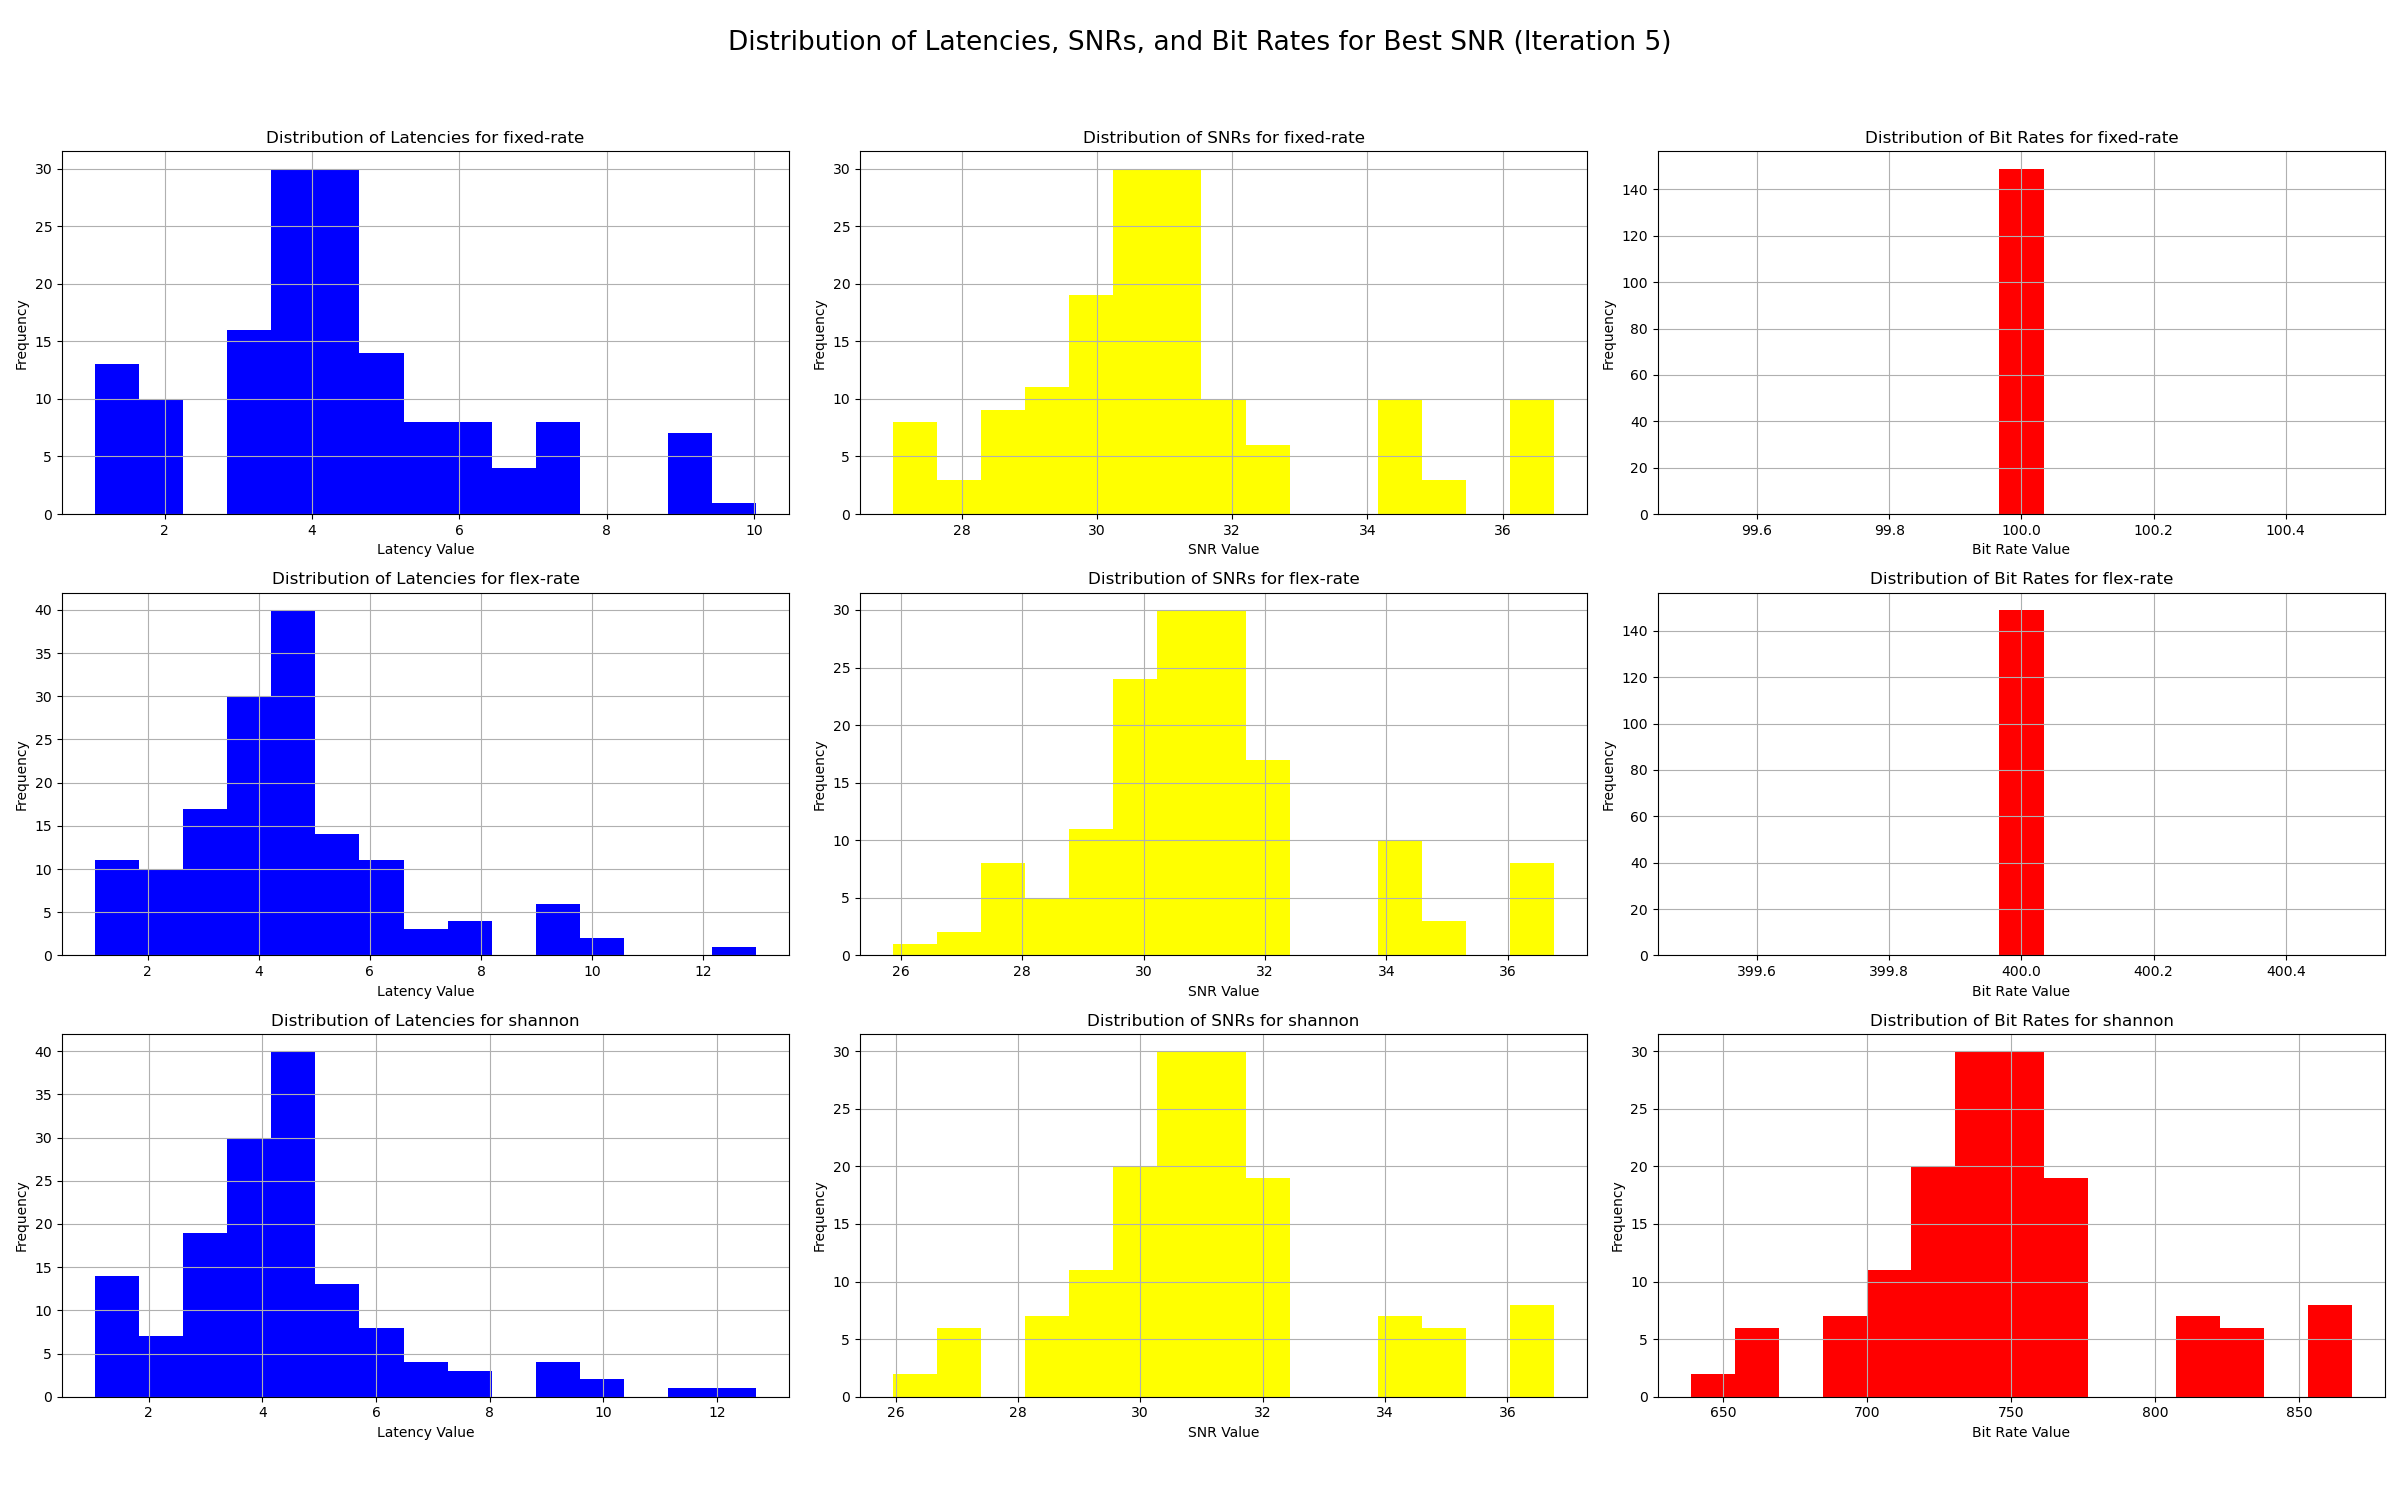 Distribution of Latencies, SNRs, and Bit Rates for Best SNR (Iteration 5)
Distribution of Latencies for fixed-rate
Frequency
30
25
20
15
10
5
0
2 4 6 8 10
Latency Value
Distribution of SNRs for fixed-rate
Frequency
30
25
20
15
10
5
0
28 30 32 34 36
SNR Value
Distribution of Bit Rates for fixed-rate
Frequency
140
120
100
80
60
40
20
0
99.6 99.8 100.0 100.2 100.4
Bit Rate Value
Distribution of Latencies for flex-rate
Frequency
40
35
30
25
20
15
10
5
0
2 4 6 8 10 12
Latency Value
Distribution of SNRs for flex-rate
Frequency
30
25
20
15
10
5
0
26 28 30 32 34 36
SNR Value
Distribution of Bit Rates for flex-rate
Frequency
140
120
100
80
60
40
20
0
399.6 399.8 400.0 400.2 400.4
Bit Rate Value
Distribution of Latencies for shannon
Frequency
40
35
30
25
20
15
10
5
0
2 4 6 8 10 12
Latency Value
Distribution of SNRs for shannon
Frequency
30
25
20
15
10
5
0
26 28 30 32 34 36
SNR Value
Distribution of Bit Rates for shannon
Frequency
30
25
20
15
10
5
0
650 700 750 800 850
Bit Rate Value